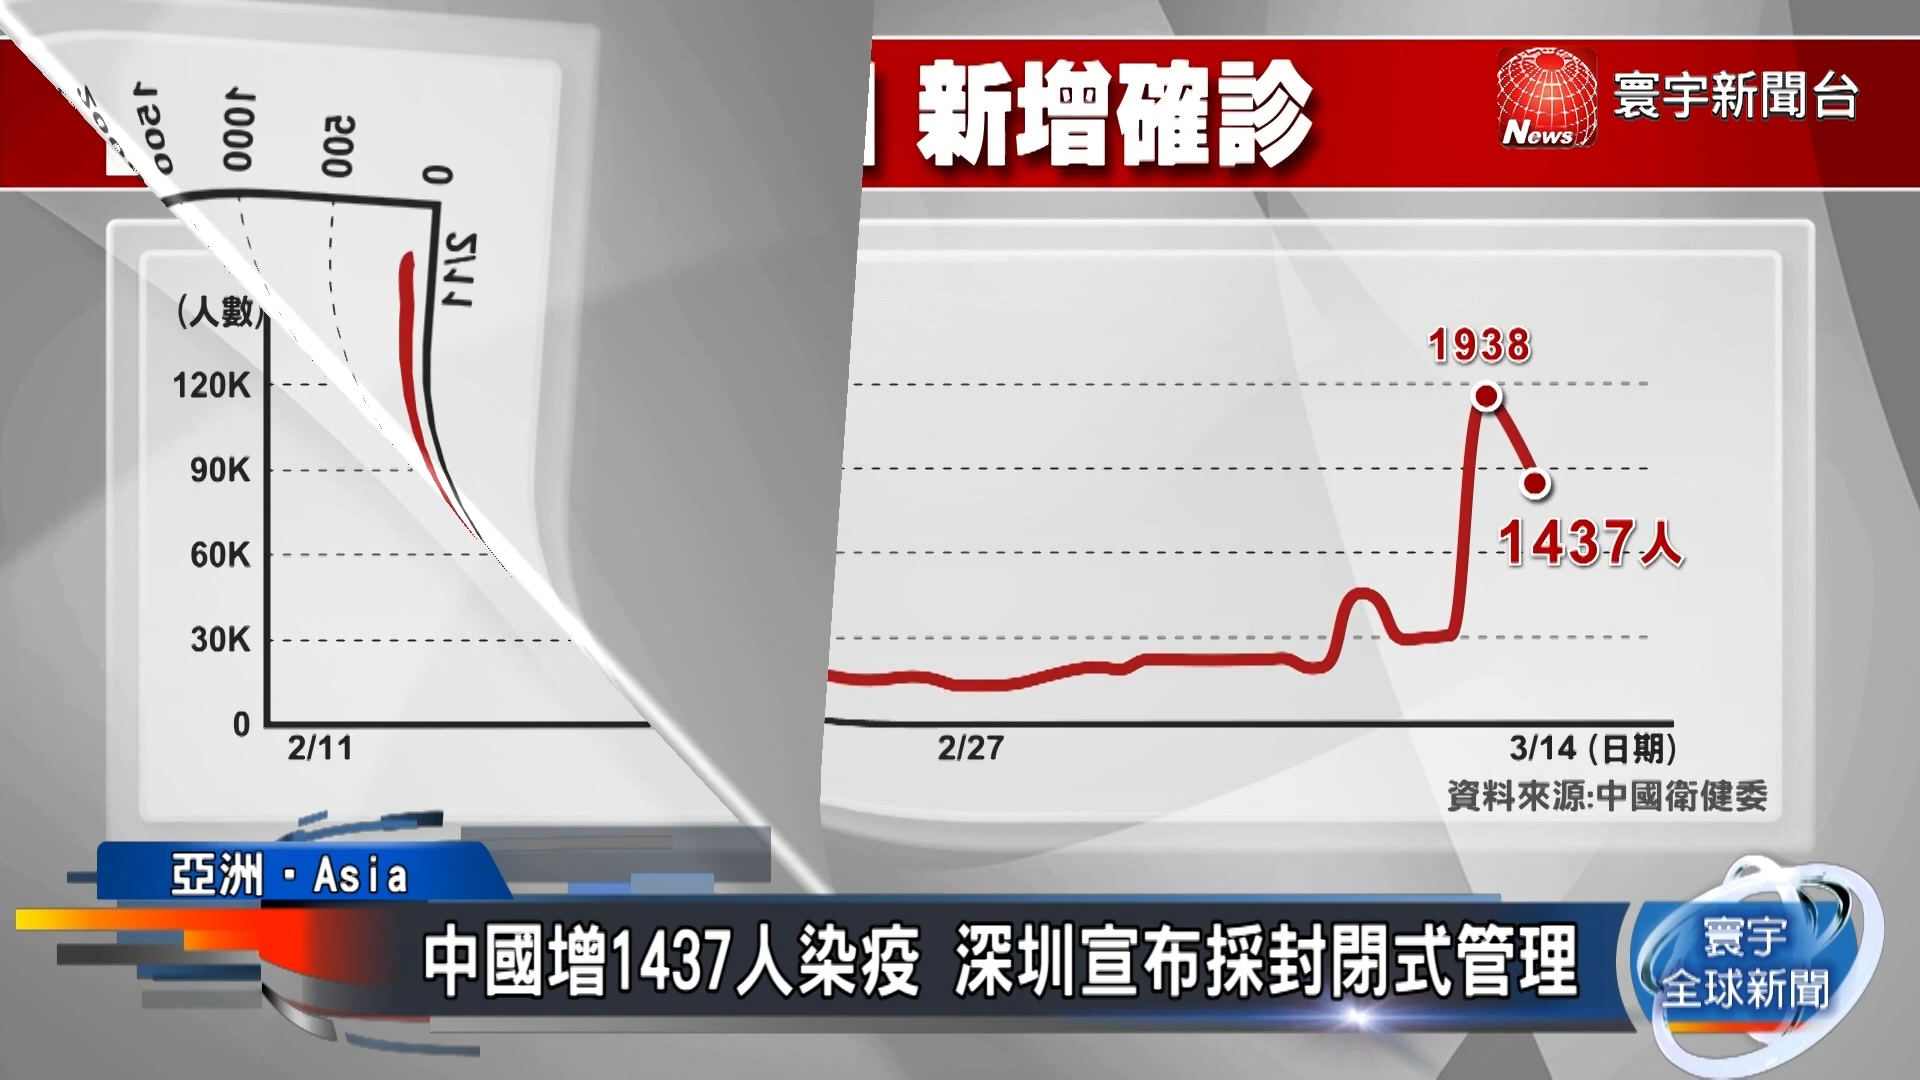 新增確診
News
寰宇新聞台
2000
1500
1000
500
0
2/11
(人數)
120K
90K
60K
30K
0
1938
1437人
2/11
2/27
3/14 (日期)
資料來源:中國衛健委
亞洲·Asia
中國增1437人染疫 深圳宣布採封閉式管理
寰宇
全球新聞